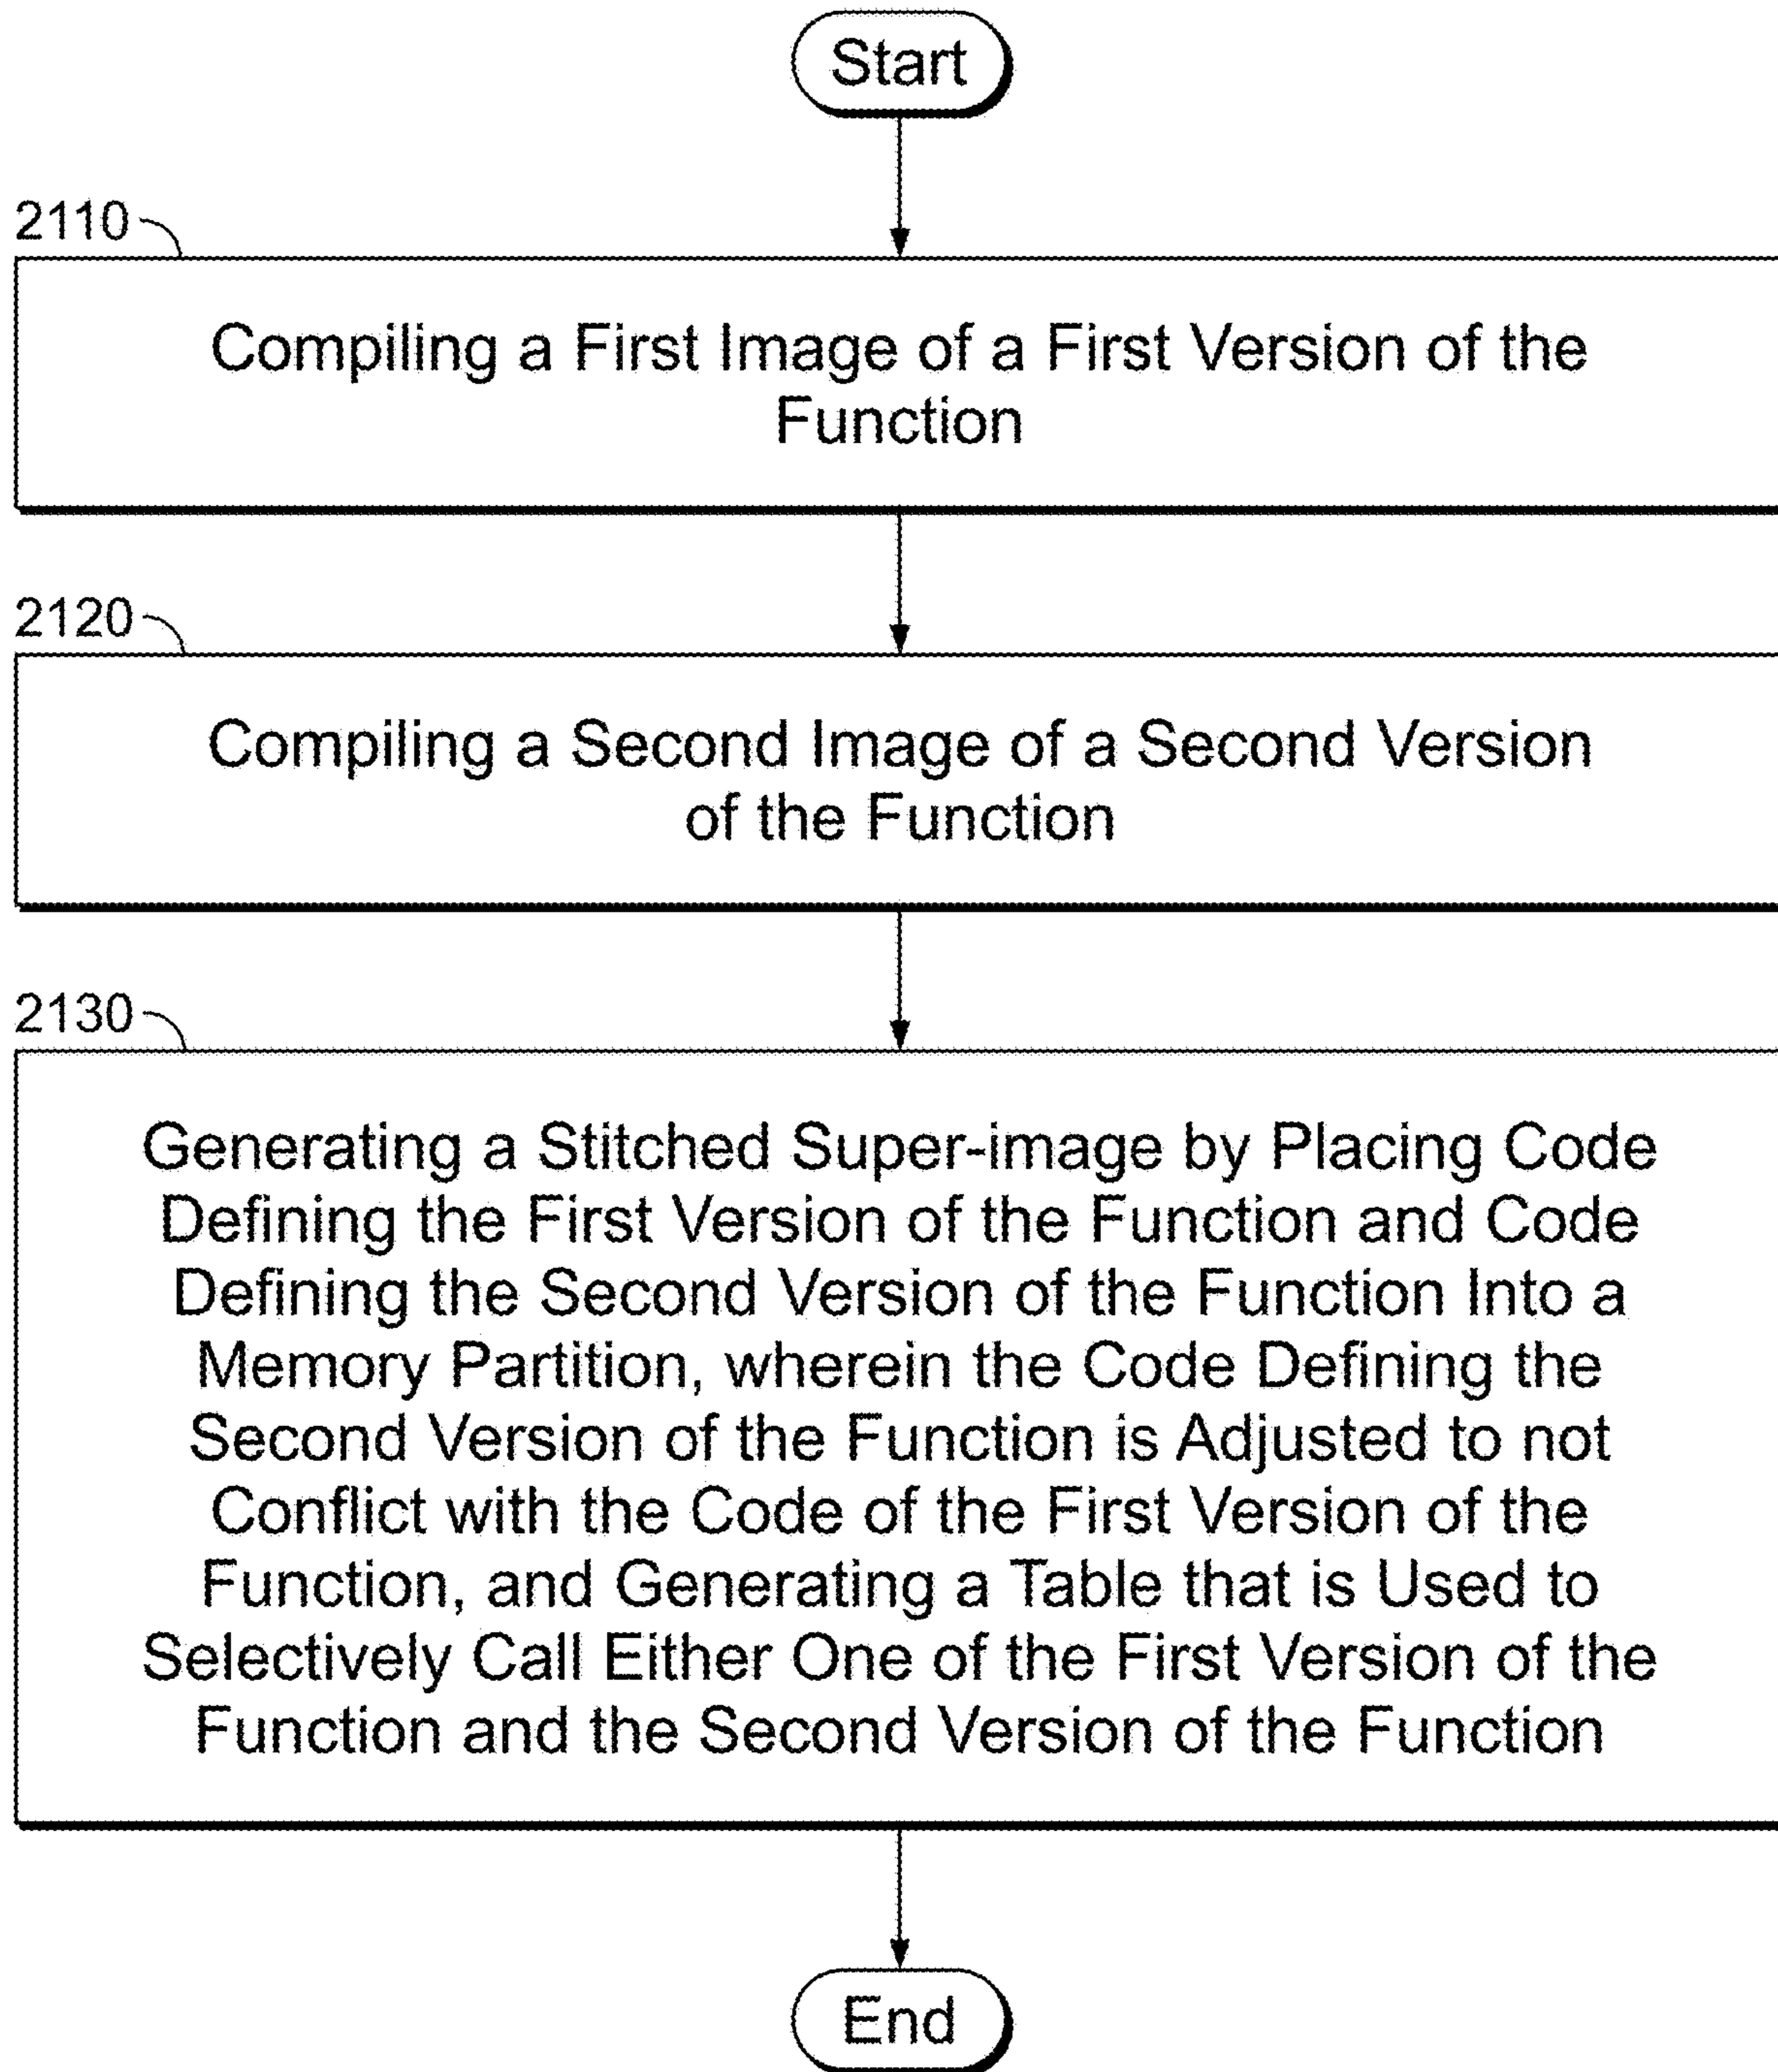 Start
2110
Compiling a First Image of a First Version of the
Function
2120
Compiling a Second Image of a Second Version
of the Function
2130
Generating a Stitched Super-image by Placing Code
Defining the First Version of the Function and Code
Defining the Second Version of the Function Into a
Memory Partition, wherein the Code Defining the
Second Version of the Function is Adjusted to not
Conflict with the Code of the First Version of the
Function, and Generating a Table that is Used to
Selectively Call Either One of the First Version of the
Function and the Second Version of the Function
End